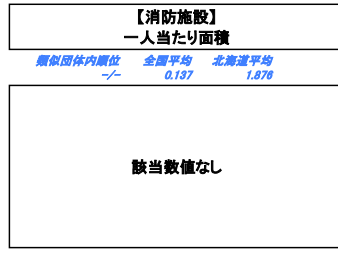 【消防施設】
一人当たり面積
類似団体内順位 全国平均 北海道平均
-/- 0.137 1.876
該当数値なし